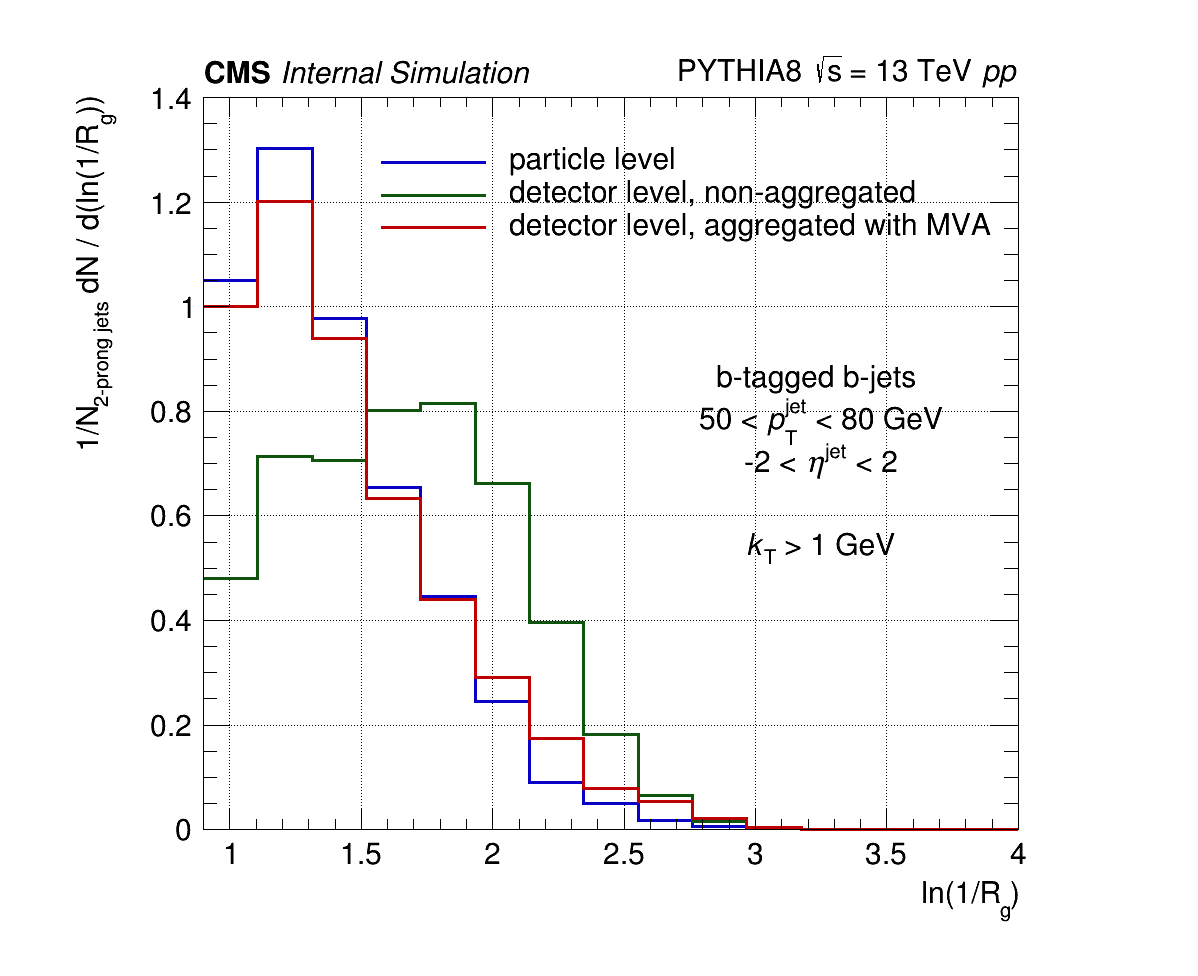 CMS Internal Simulation PYTHIA8 √s = 13 TeV pp
1/N2-prong jets dN / d(ln(1/Rg))
1.4
1.2
1
0.8
0.6
0.4
0.2
0
particle level
detector level, non-aggregated
detector level, aggregated with MVA
b-tagged b-jets
50 < pTjet < 80 GeV
-2 < ηjet < 2
kT > 1 GeV
1 1.5 2 2.5 3 3.5 4
ln(1/Rg)